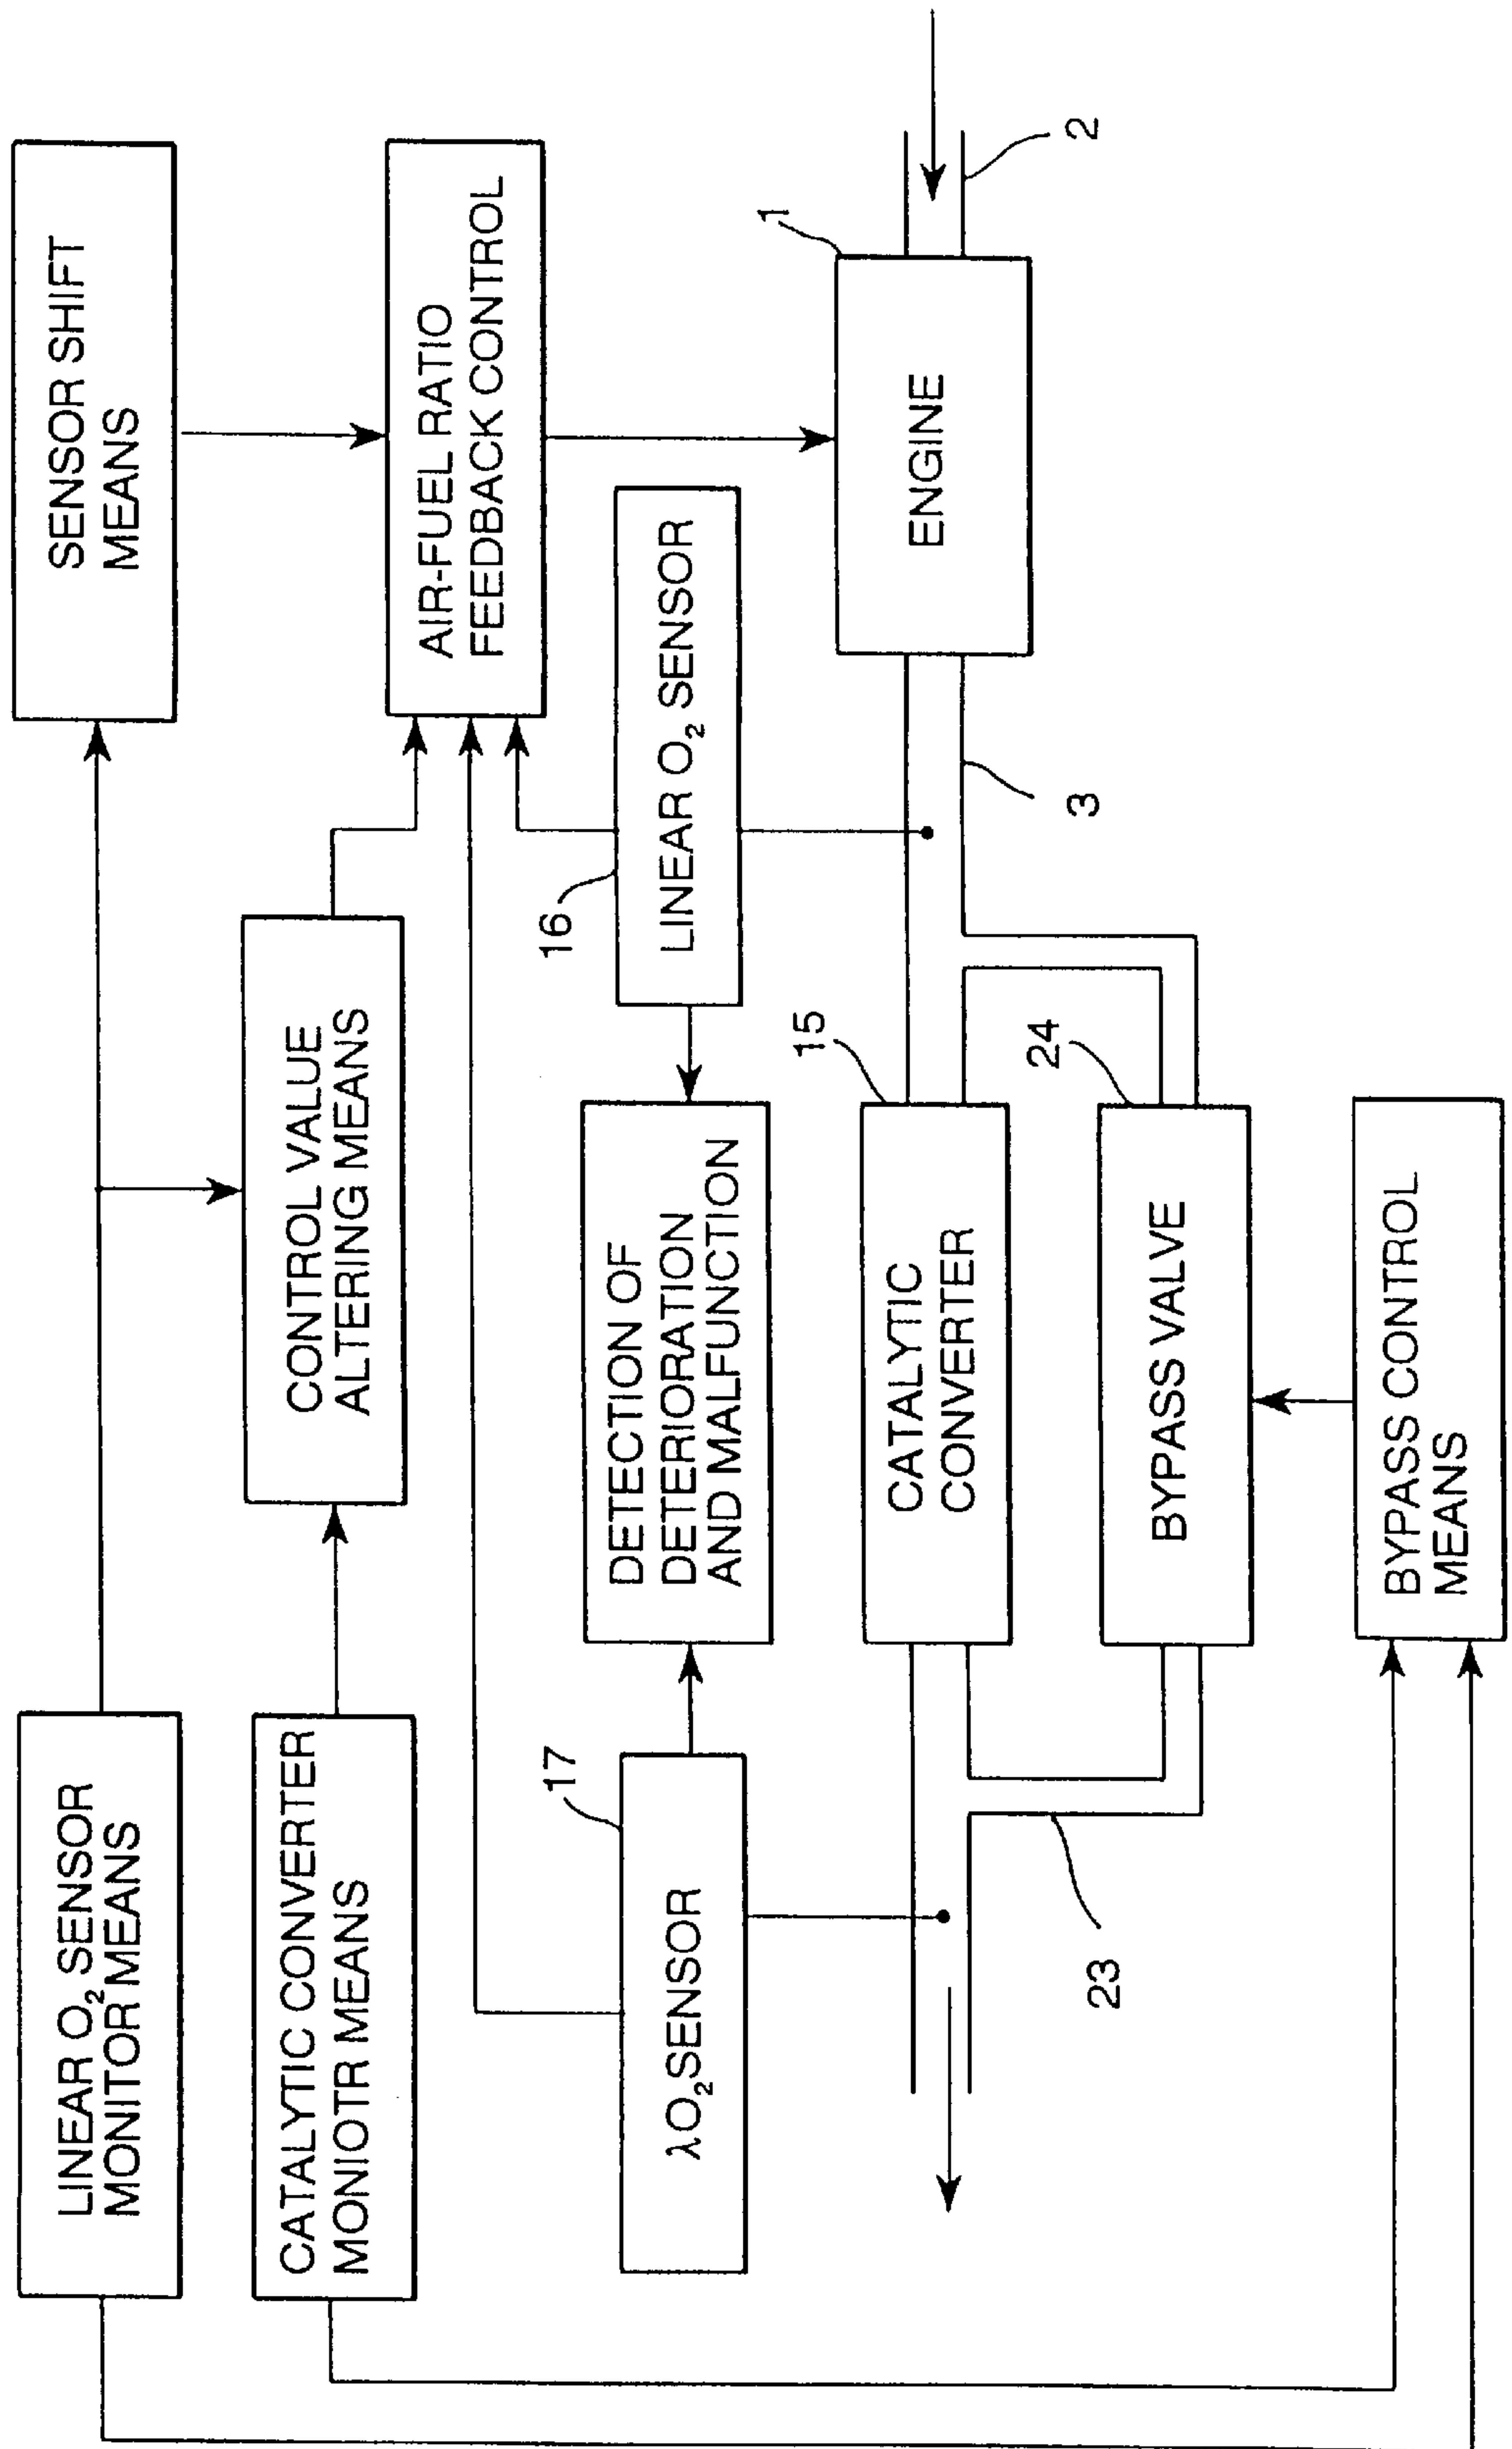 LINEAR O₂ SENSOR
MONITOR MEANS
SENSOR SHIFT
MEANS
CATALYTIC CONVERTER
MONIOTR MEANS
CONTROL VALUE
ALTERING MEANS
AIR-FUEL RATIO
FEEDBACK CONTROL
17
λO₂SENSOR
DETECTION OF
DETERIORATION
AND MALFUNCTION
16
LINEAR O₂ SENSOR
15
CATALYTIC
CONVERTER
1
ENGINE
2
3
23
24
BYPASS VALVE
BYPASS CONTROL
MEANS